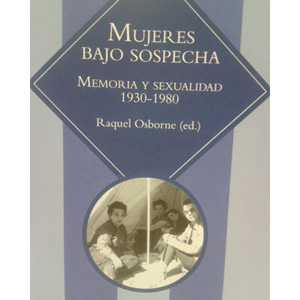 MUJERES
BAJO SOSPECHA
MEMORIA Y SEXUALIDAD
1930-1980
Raquel Osborne (ed.)